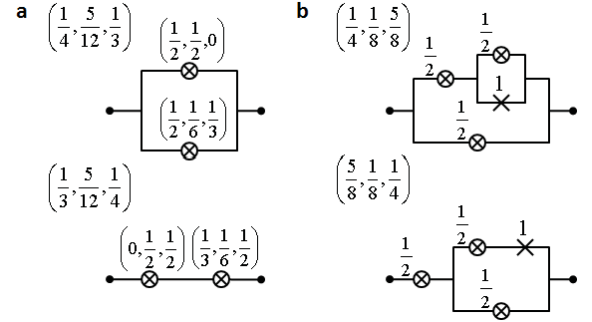 a
(1/4, 5/12, 1/3)
(1/2, 1/2, 0)
(1/2, 1/6, 1/3)
(1/3, 5/12, 1/4)
(0, 1/2, 1/2) (1/3, 1/6, 1/2)
b
(1/4, 1/8, 5/8)
1/2
1/2
1
1/2
(5/8, 1/8, 1/4)
1/2
1/2
1
1/2